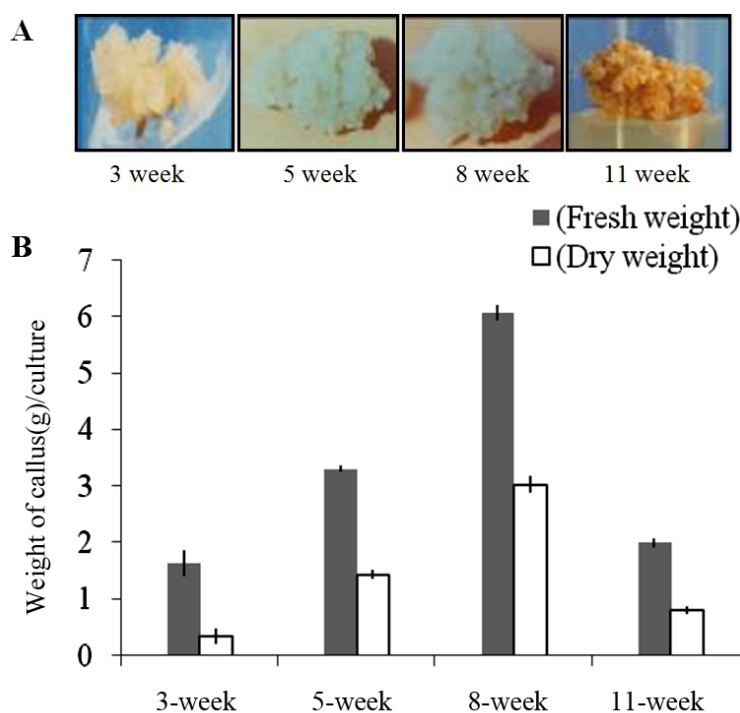 A
3 week
5 week
8 week
11 week
(Fresh weight)
(Dry weight)
B
Weight of callus(g)/culture
7
6
5
4
3
2
1
0
3-week
5-week
8-week
11-week